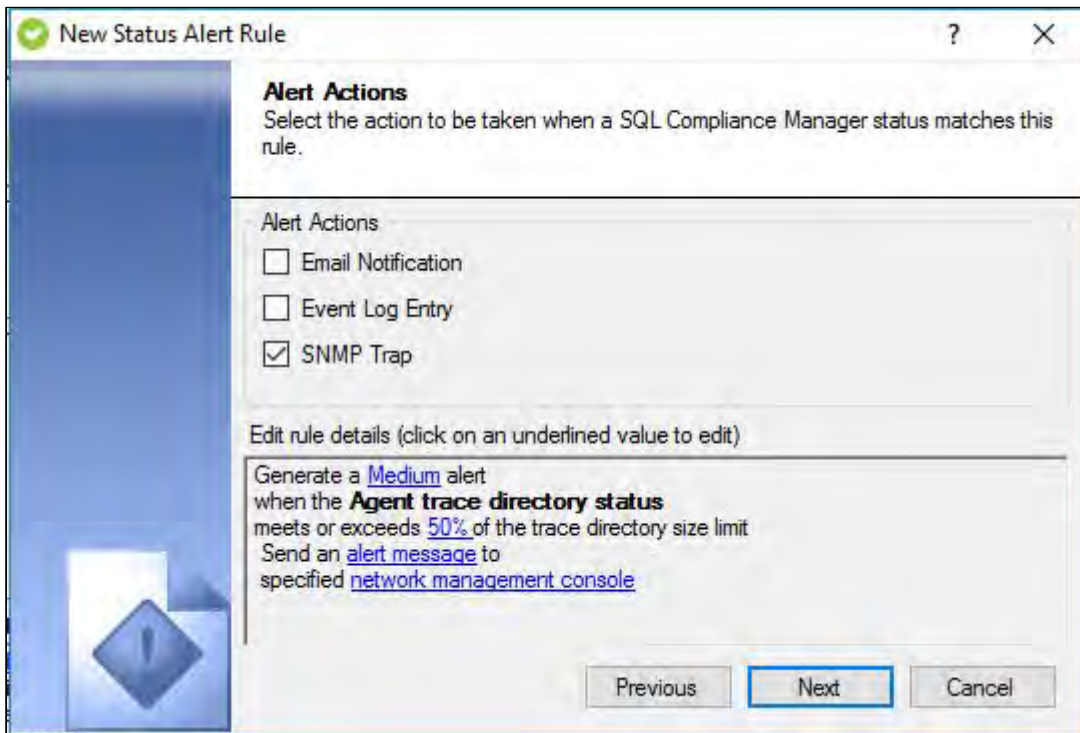 New Status Alert Rule
?
Alert Actions
Select the action to be taken when a SQL Compliance Manager status matches this
rule.
Alert Actions
Email Notification
Event Log Entry
SNMP Trap
Edit rule details (click on an underlined value to edit)
Generate a Medium alert
when the Agent trace directory status
meets or exceeds 50% of the trace directory size limit
Send an alert message to
specified network management console
Previous
Next
Cancel